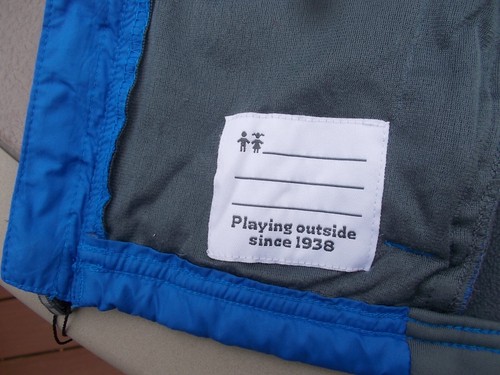 Playing outside
since 1938